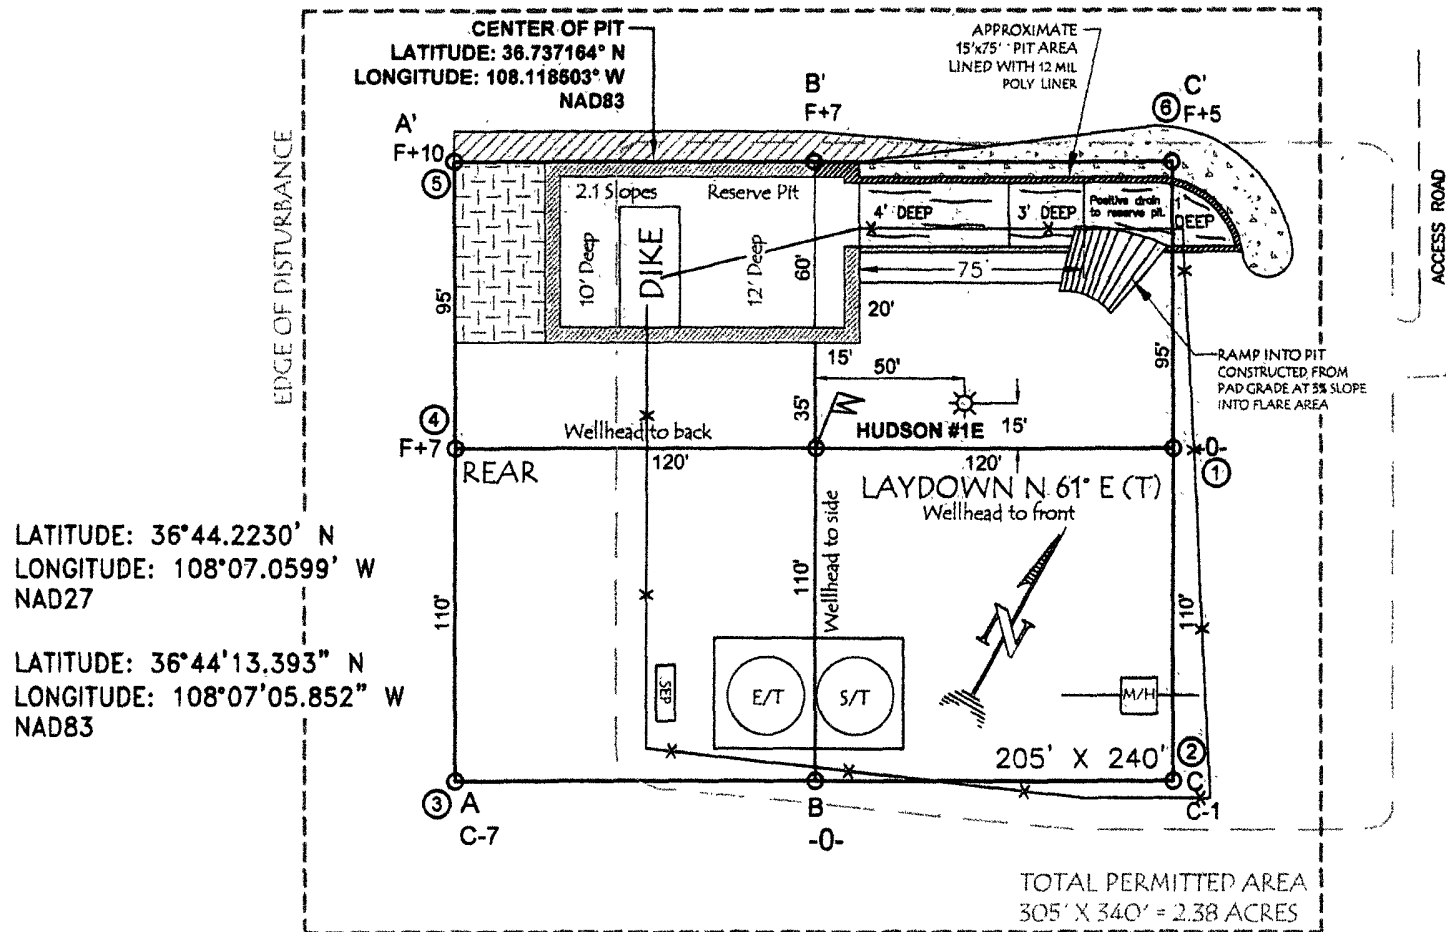 CENTER OF PIT
LATITUDE: 36.737164° N
LONGITUDE: 108.118503° W
NAD83
APPROXIMATE
15'x75' PIT AREA
LINED WITH 12 MIL
POLY LINER
A'
F+10
5
B'
F+7
6
C'
F+5
ACCESS ROAD
EDGE OF DISTURBANCE
2:1 Slopes
Reserve Pit
10' Deep
DIKE
12' Deep
60'
4' DEEP
3' DEEP
Positive drain
to reserve pit.
1'
DEEP
75'
20'
95'
95'
15'
50'
35'
15'
RAMP INTO PIT
CONSTRUCTED FROM
PAD GRADE AT 5% SLOPE
INTO FLARE AREA
4
F+7
Wellhead to back
HUDSON #1E
-0-
1
REAR
120'
120'
LAYDOWN N 61° E (T)
Wellhead to front
Wellhead to side
LATITUDE: 36°44.2230' N
LONGITUDE: 108°07.0599' W
NAD27
110'
110'
110'
N
LATITUDE: 36°44'13.393" N
LONGITUDE: 108°07'05.852" W
NAD83
SEP
E/T
S/T
M/H
205' X 240'
2
3
A
C-7
B
-0-
C
C-1
TOTAL PERMITTED AREA
305' X 340' = 2.38 ACRES